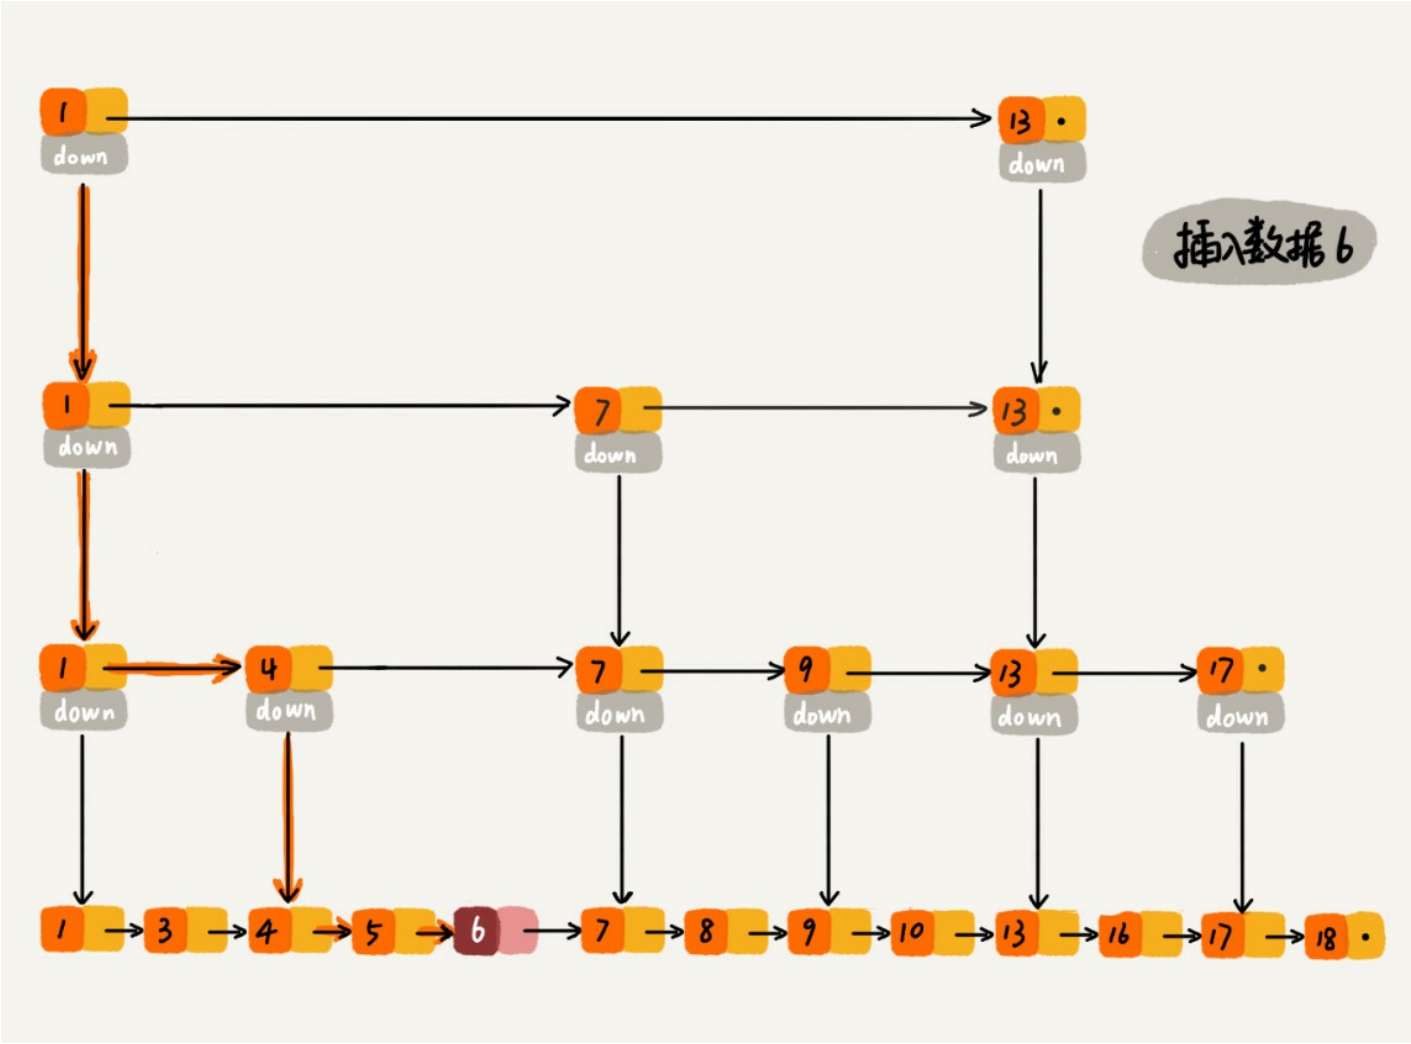 1 13
down down
插入数据6
1 7 13
down down down
1 4 7 9 13 17
down down down down down down
1 3 4 5 6 7 8 9 10 13 16 17 18